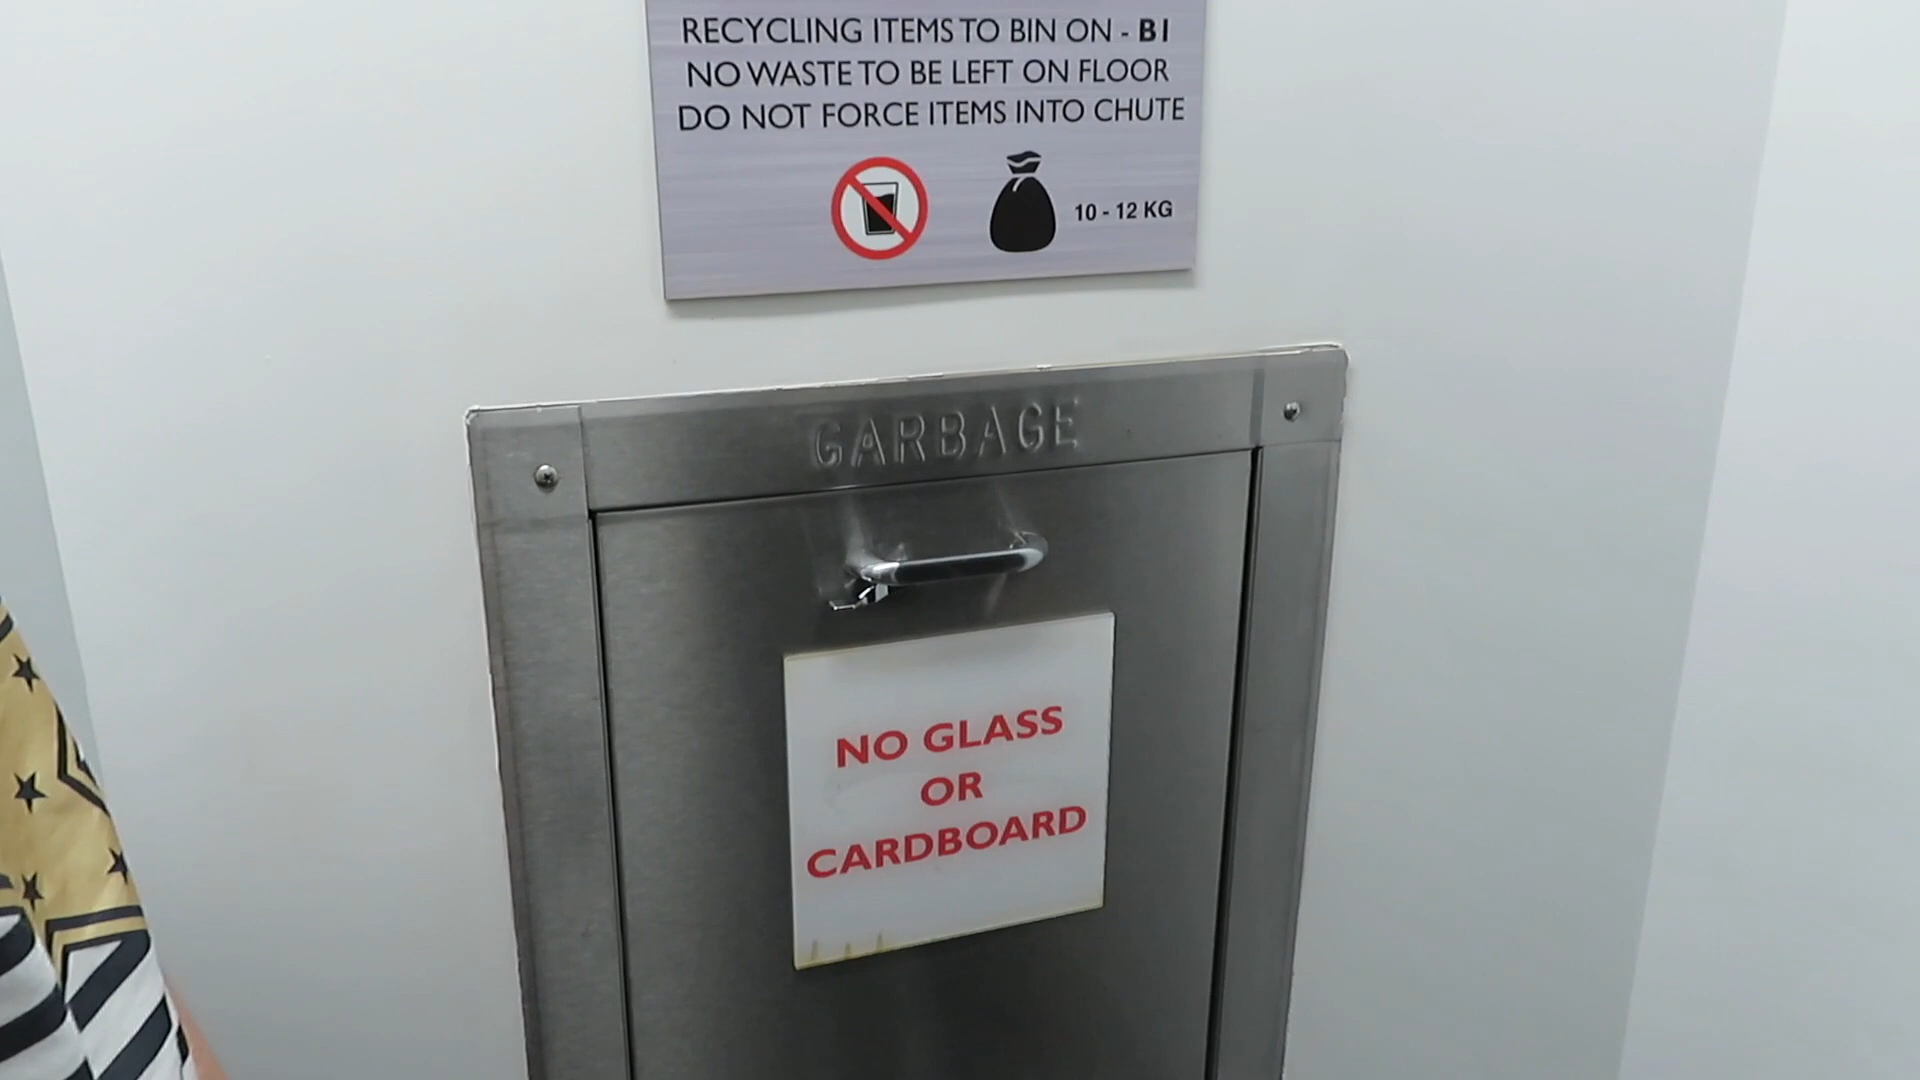 RECYCLING ITEMS TO BIN ON - B1
NO WASTE TO BE LEFT ON FLOOR
DO NOT FORCE ITEMS INTO CHUTE
10 - 12 KG
GARBAGE
NO GLASS
OR
CARDBOARD